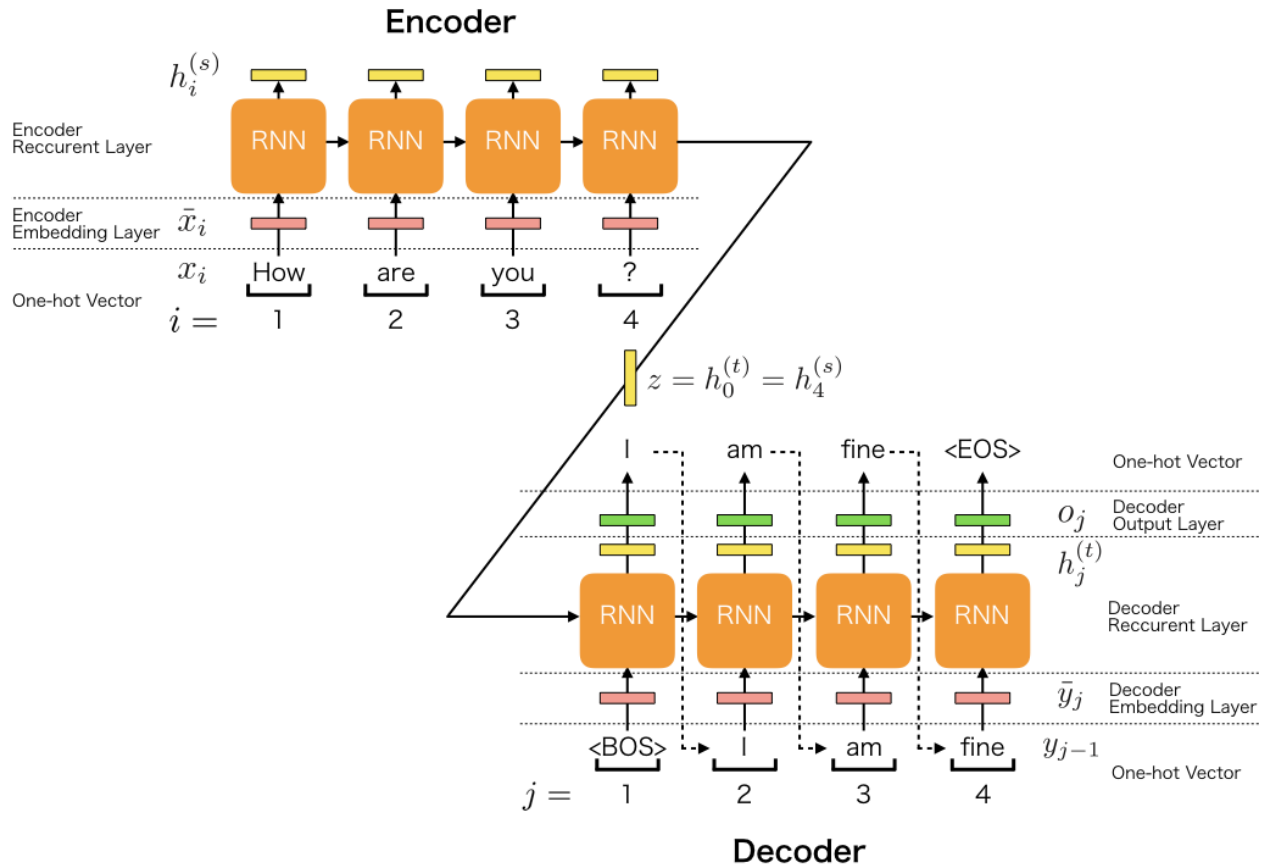 Encoder
h_i^{(s)}
RNN RNN RNN RNN
Encoder
Reccurent Layer
Encoder
Embedding Layer
x̄_i
x_i
How are you ?
One-hot Vector
i = 1 2 3 4
z = h_0^{(t)} = h_4^{(s)}
I am fine <EOS>
One-hot Vector
o_j
Decoder
Output Layer
h_j^{(t)}
RNN RNN RNN RNN
Decoder
Reccurent Layer
ȳ_j
Decoder
Embedding Layer
<BOS> I am fine
y_{j-1}
One-hot Vector
j = 1 2 3 4
Decoder